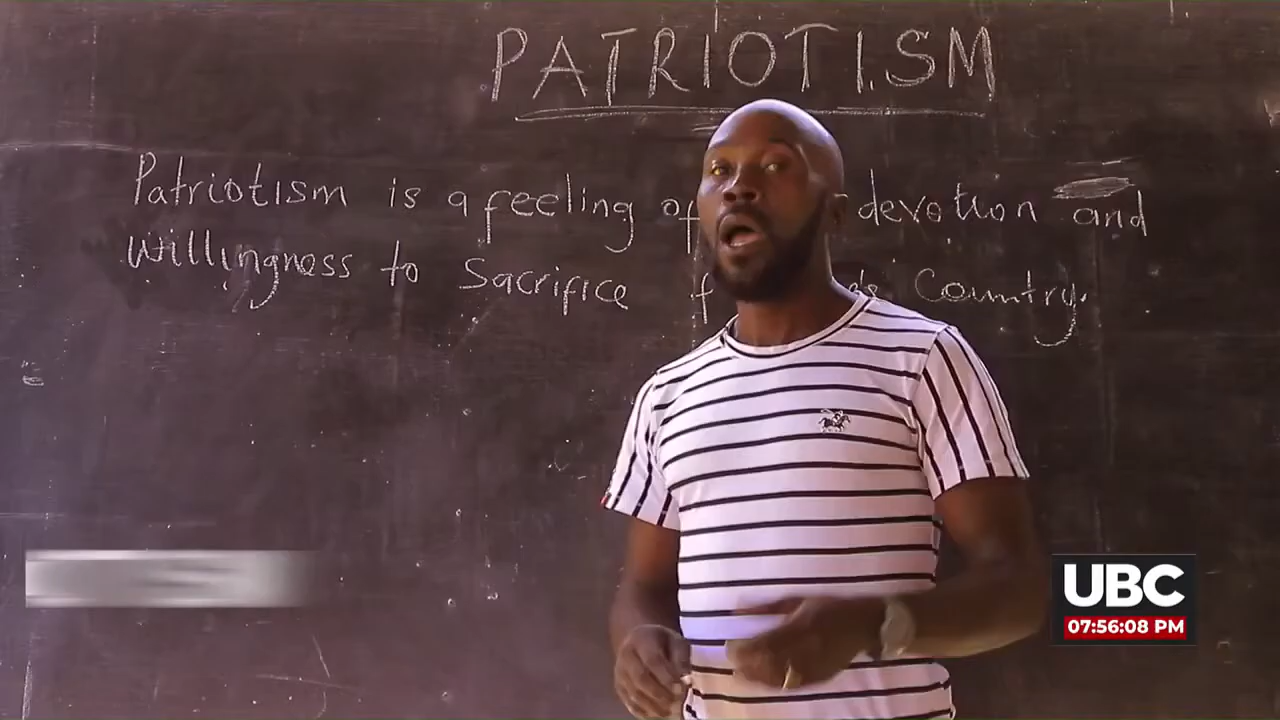 PATRIOTISM
Patriotism is a feeling of devotion and
Willingness to Sacrifice Country.
UBC
07:56:08 PM